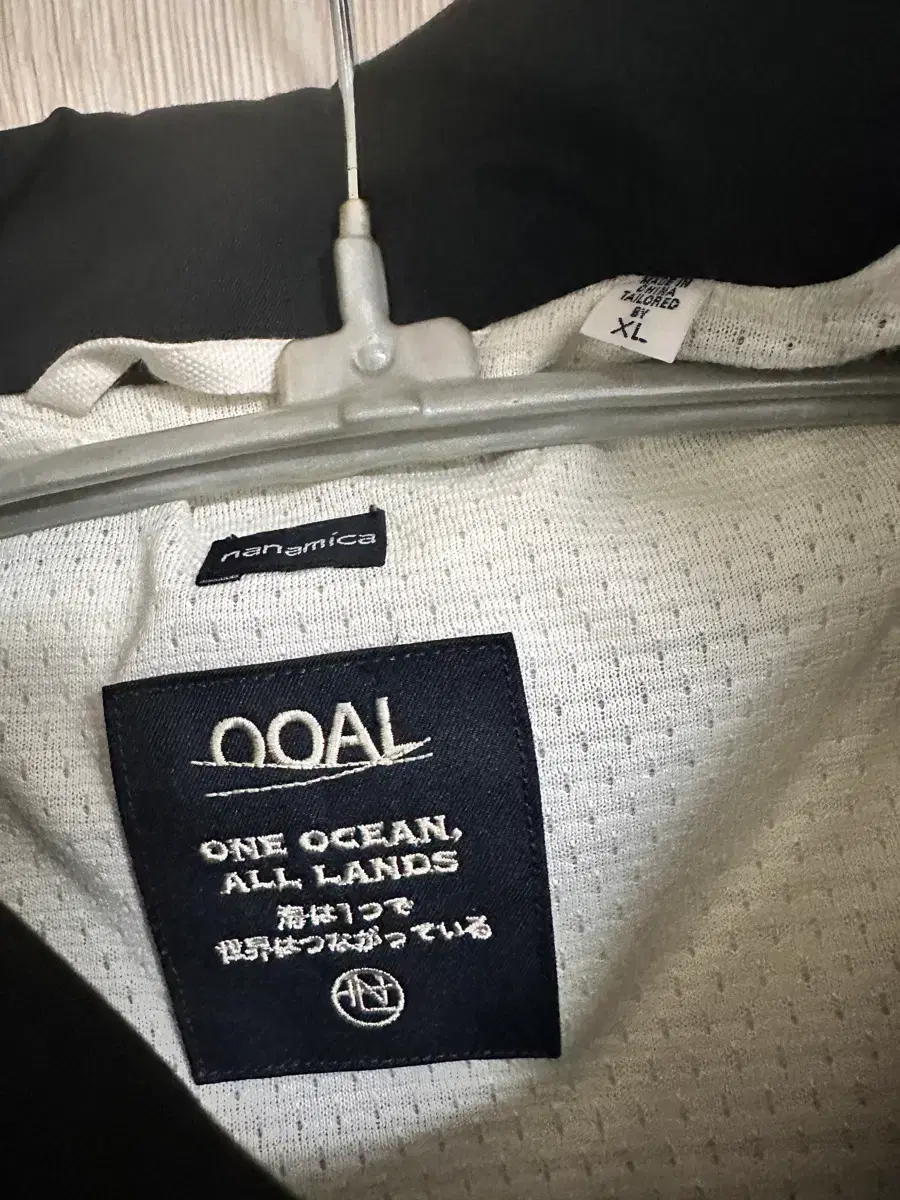 MADE IN
CHINA
TAILORED
BY
XL
nanamica
OOAL
ONE OCEAN,
ALL LANDS
海は1つで
世界はつながっている
N